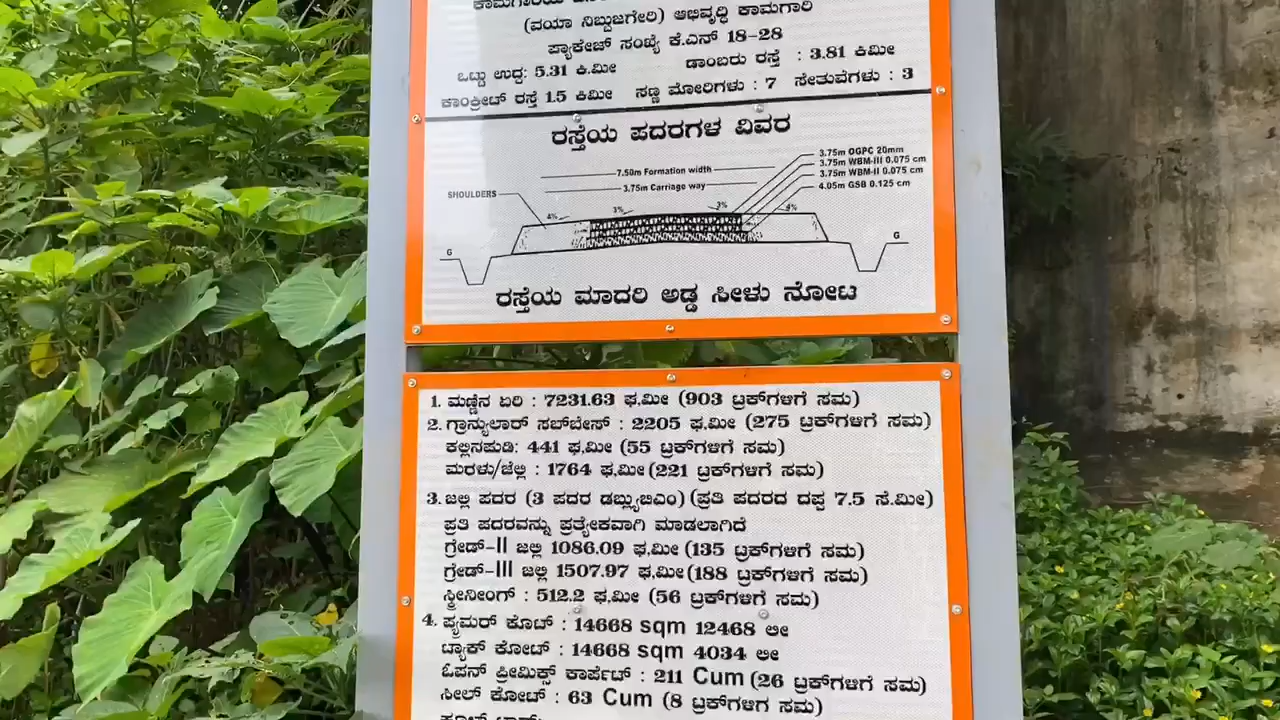 (ವಯಾ ನಿಬ್ಬುಜಗೇರಿ) ಆಭಿವೃದ್ಧಿ ಕಾಮಗಾರಿ
ಪ್ಯಾಕೇಜ್ ಸಂಖ್ಯೆ ಕೆ.ಎನ್ 18-28
ಒಟ್ಟು ಉದ್ದ: 5.31 ಕಿ.ಮೀ ಡಾಂಬರು ರಸ್ತೆ : 3.81 ಕಿಮೀ
ಕಾಂಕ್ರೀಟ್ ರಸ್ತೆ 1.5 ಕಿಮೀ ಸಣ್ಣ ಮೋರಿಗಳು : 7 ಸೇತುವೆಗಳು : 3
ರಸ್ತೆಯ ಪದರಗಳ ವಿವರ
3.75m OGPC 20mm
3.75m WBM-III 0.075 cm
3.75m WBM-II 0.075 cm
4.05m GSB 0.125 cm
7.50m Formation width
3.75m Carriage way
SHOULDERS
4% 3% 3% 4%
G G
ರಸ್ತೆಯ ಮಾದರಿ ಅಡ್ಡ ಸೀಳು ನೋಟ
1. ಮಣ್ಣಿನ ಏರಿ : 7231.63 ಘ.ಮೀ (903 ಟ್ರಕ್‌ಗಳಿಗೆ ಸಮ)
2. ಗ್ರಾನ್ಯುಲಾರ್ ಸಬ್‌ಬೇಸ್ : 2205 ಘ.ಮೀ (275 ಟ್ರಕ್‌ಗಳಿಗೆ ಸಮ)
ಕಲ್ಲಿನಪುಡಿ: 441 ಘ.ಮೀ (55 ಟ್ರಕ್‌ಗಳಿಗೆ ಸಮ)
ಮರಳು/ಜೆಲ್ಲಿ : 1764 ಘ.ಮೀ (221 ಟ್ರಕ್‌ಗಳಿಗೆ ಸಮ)
3. ಜಲ್ಲಿ ಪದರ (3 ಪದರ ಡಬ್ಲ್ಯುಬಿಎಂ) (ಪ್ರತಿ ಪದರದ ದಪ್ಪ 7.5 ಸೆ.ಮೀ)
ಪ್ರತಿ ಪದರವನ್ನು ಪ್ರತ್ಯೇಕವಾಗಿ ಮಾಡಲಾಗಿದೆ
ಗ್ರೇಡ್-II ಜಲ್ಲಿ 1086.09 ಘ.ಮೀ (135 ಟ್ರಕ್‌ಗಳಿಗೆ ಸಮ)
ಗ್ರೇಡ್-III ಜಲ್ಲಿ 1507.97 ಘ.ಮೀ (188 ಟ್ರಕ್‌ಗಳಿಗೆ ಸಮ)
ಸ್ಕ್ರೀನಿಂಗ್ : 512.2 ಘ.ಮೀ (56 ಟ್ರಕ್‌ಗಳಿಗೆ ಸಮ)
4. ಪ್ರೈಮರ್ ಕೊಟ್ : 14668 sqm 12468 ಲೀ
ಟ್ಯಾಕ್ ಕೋಟ್ : 14668 sqm 4034 ಲೀ
ಓಪನ್ ಪ್ರೀಮಿಕ್ಸ್ ಕಾರ್ಪೆಟ್ : 211 Cum (26 ಟ್ರಕ್‌ಗಳಿಗೆ ಸಮ)
ಸೀಲ್ ಕೋಟ್ : 63 Cum (8 ಟ್ರಕ್‌ಗಳಿಗೆ ಸಮ)